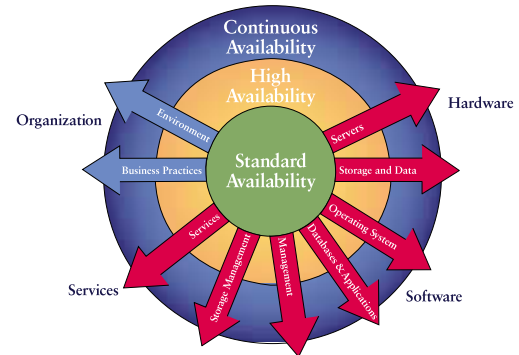 Continuous
Availability
High
Availability
Standard
Availability
Organization
Environment
Business Practices
Hardware
Servers
Storage and Data
Operating System
Databases & Applications
Software
Management
Storage Management
Services
Services